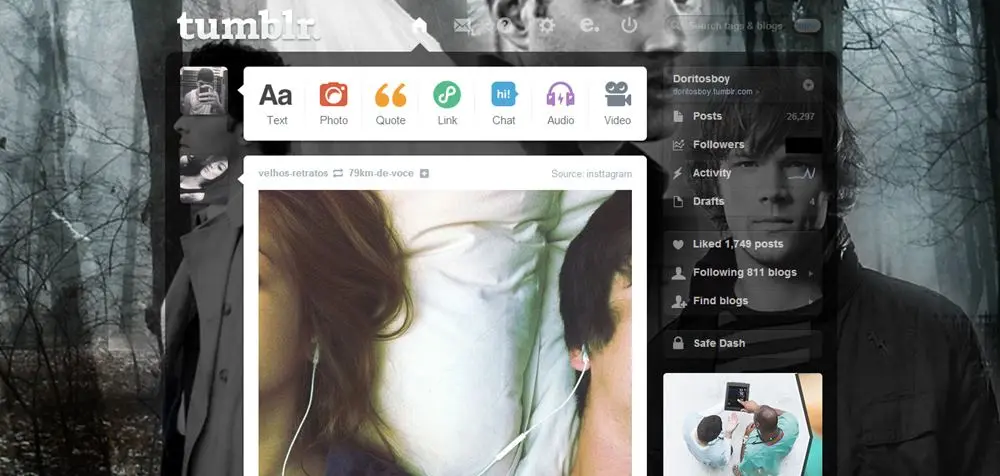 tumblr.
Search tags & blogs
Aa
hi!
Text
Photo
Quote
Link
Chat
Audio
Video
velhos-retratos
79km-de-voce
Source: insttagram
Doritosboy
doritosboy.tumblr.com
Posts
26,297
Followers
Activity
Drafts
4
Liked 1,749 posts
Following 811 blogs
Find blogs
Safe Dash